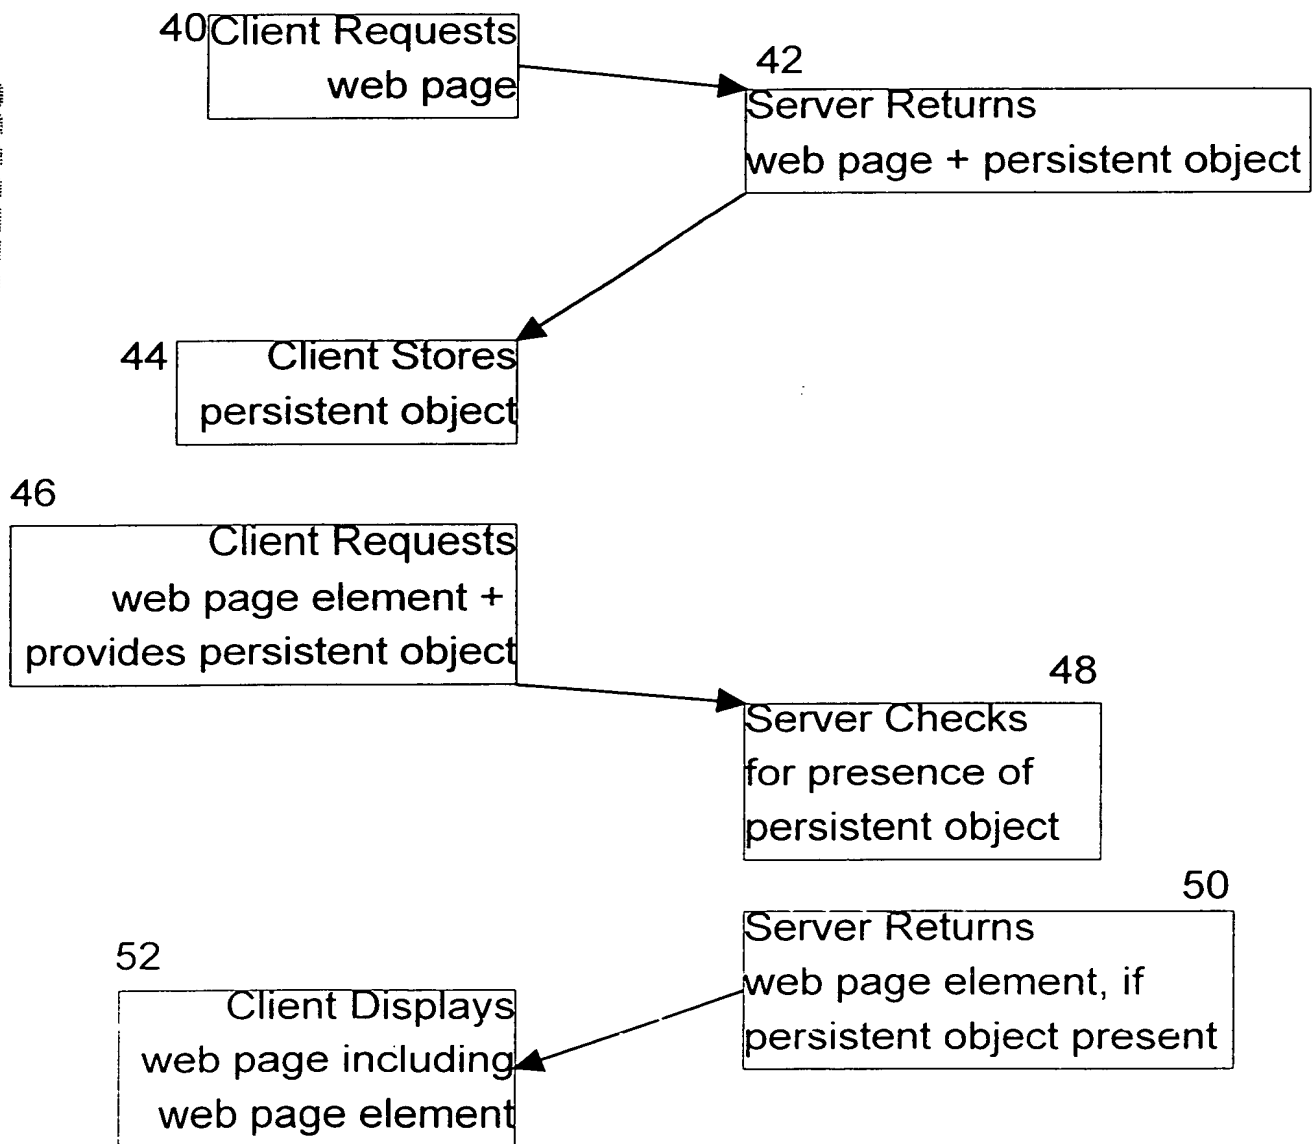 40
Client Requests
web page
42
Server Returns
web page + persistent object
44
Client Stores
persistent object
46
Client Requests
web page element +
provides persistent object
48
Server Checks
for presence of
persistent object
50
Server Returns
web page element, if
persistent object present
52
Client Displays
web page including
web page element